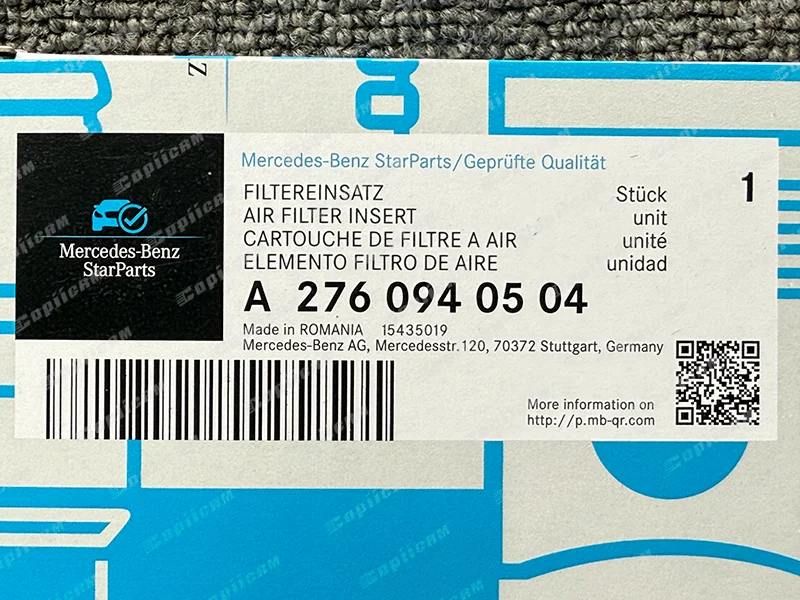 Z
Mercedes-Benz StarParts/Geprüfte Qualität
1
FILTEREINSATZ Stück
AIR FILTER INSERT unit
CARTOUCHE DE FILTRE A AIR unité
ELEMENTO FILTRO DE AIRE unidad
Mercedes-Benz
StarParts
A 276 094 05 04
Made in ROMANIA 15435019
Mercedes-Benz AG, Mercedesstr.120, 70372 Stuttgart, Germany
More information on
http://p.mb-qr.com
Capiicam